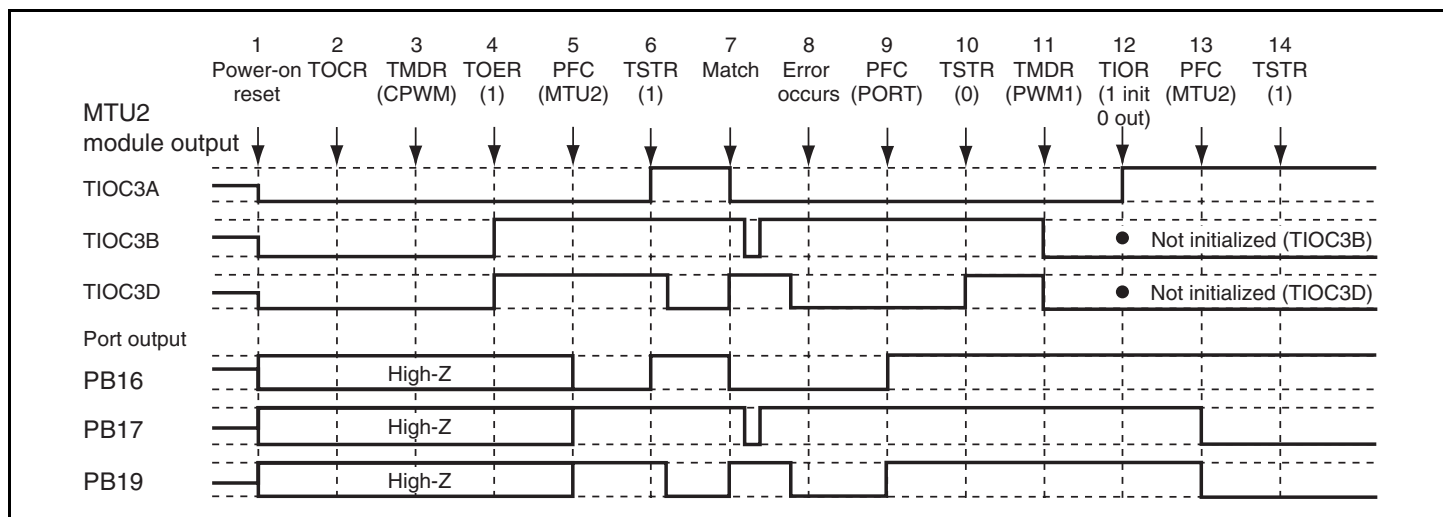 1 2 3 4 5 6 7 8 9 10 11 12 13 14
Power-on TOCR TMDR TOER PFC TSTR Match Error PFC TSTR TMDR TIOR PFC TSTR
reset (CPWM) (1) (MTU2) (1) occurs (PORT) (0) (PWM1) (1 init (MTU2) (1)
0 out)
MTU2
module output
TIOC3A
TIOC3B Not initialized (TIOC3B)
TIOC3D Not initialized (TIOC3D)
Port output
PB16 High-Z
PB17 High-Z
PB19 High-Z